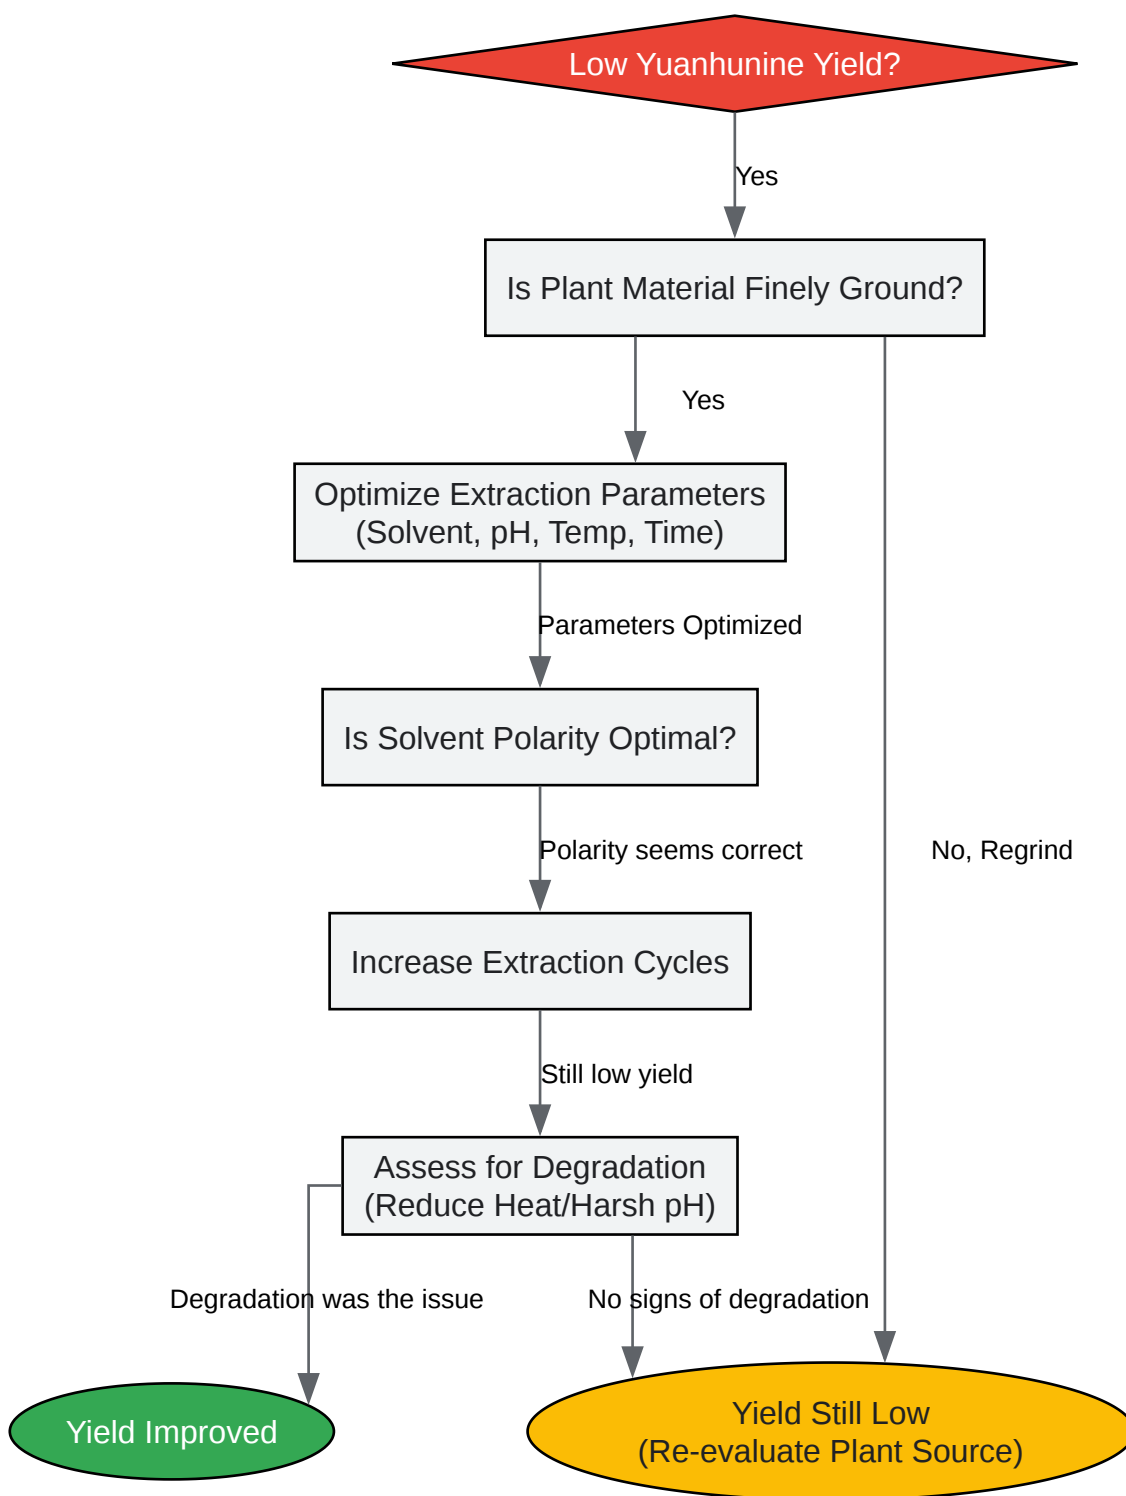 Low Yuanhunine Yield?
Yes
Is Plant Material Finely Ground?
Yes
Optimize Extraction Parameters
(Solvent, pH, Temp, Time)
Parameters Optimized
Is Solvent Polarity Optimal?
Polarity seems correct
No, Regrind
Increase Extraction Cycles
Still low yield
Assess for Degradation
(Reduce Heat/Harsh pH)
Degradation was the issue
No signs of degradation
Yield Improved
Yield Still Low
(Re-evaluate Plant Source)